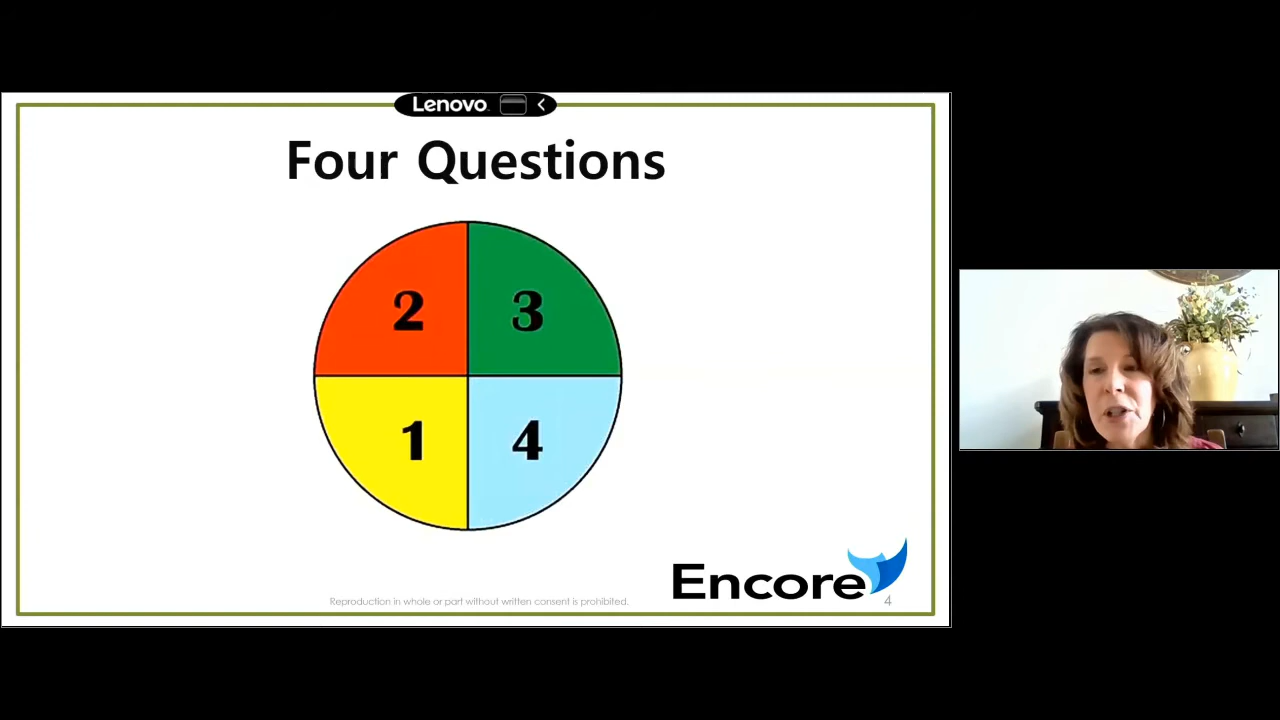 Lenovo
Four Questions
2 3
1 4
Encore
Reproduction in whole or part without written consent is prohibited.
4